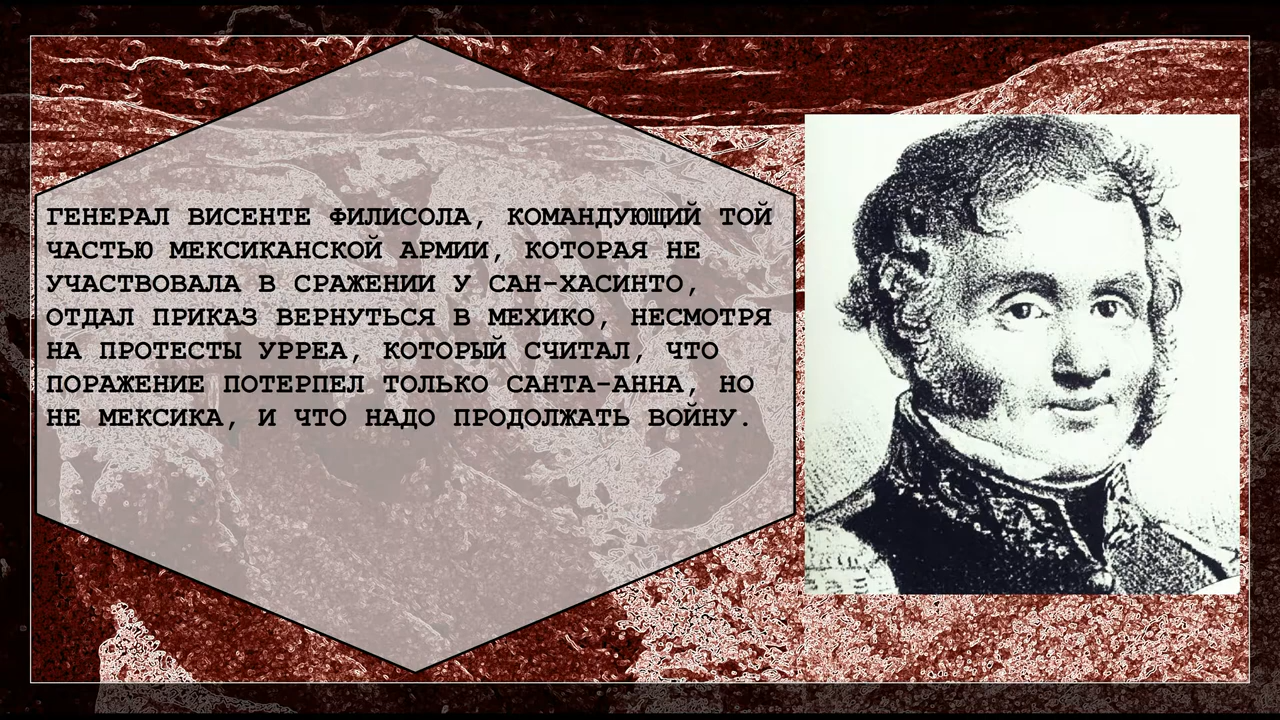 ГЕНЕРАЛ ВИСЕНТЕ ФИЛИСОЛА, КОМАНДУЮЩИЙ ТОЙ
ЧАСТЬЮ МЕКСИКАНСКОЙ АРМИИ, КОТОРАЯ НЕ
УЧАСТВОВАЛА В СРАЖЕНИИ У САН-ХАСИНТО,
ОТДАЛ ПРИКАЗ ВЕРНУТЬСЯ В МЕХИКО, НЕСМОТРЯ
НА ПРОТЕСТЫ УРРЕА, КОТОРЫЙ СЧИТАЛ, ЧТО
ПОРАЖЕНИЕ ПОТЕРПЕЛ ТОЛЬКО САНТА-АННА, НО
НЕ МЕКСИКА, И ЧТО НАДО ПРОДОЛЖАТЬ ВОЙНУ.